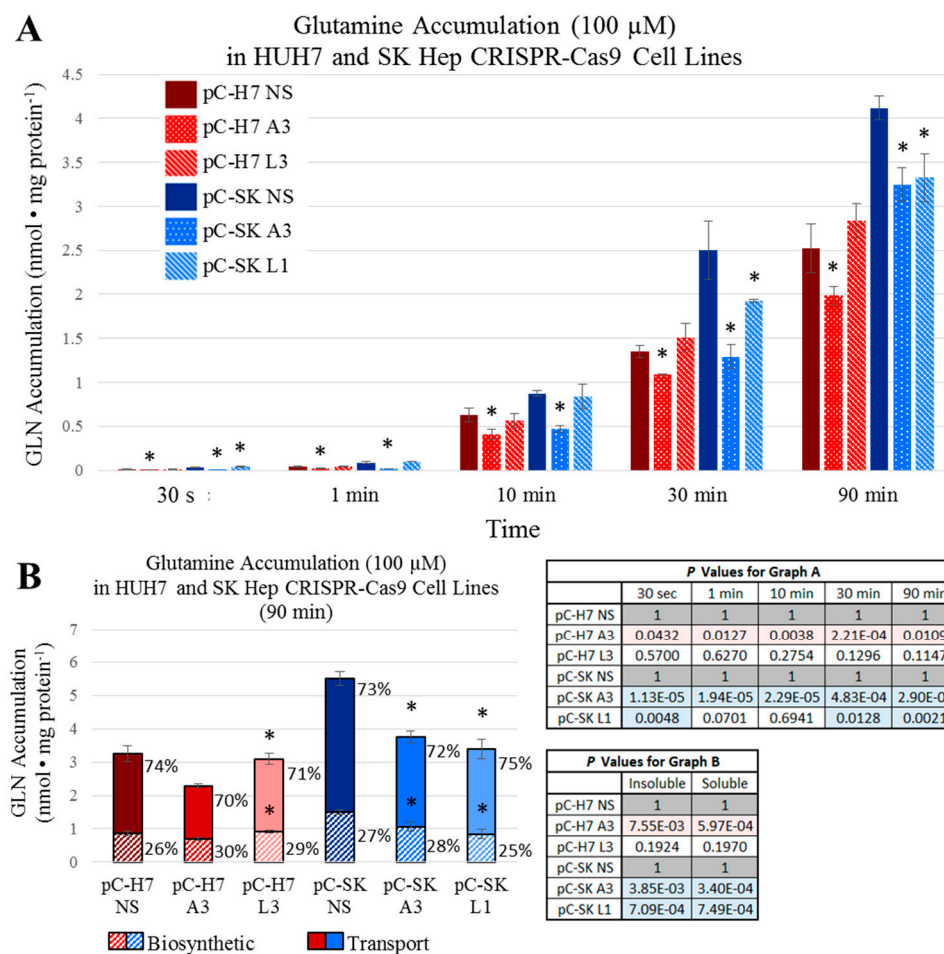 A
Glutamine Accumulation (100 µM)
in HUH7 and SK Hep CRISPR-Cas9 Cell Lines
GLN Accumulation (nmol • mg protein⁻¹)
4.5
4
3.5
3
2.5
2
1.5
1
0.5
0
pC-H7 NS
pC-H7 A3
pC-H7 L3
pC-SK NS
pC-SK A3
pC-SK L1
* * * * * * * * * * * *
30 s : 1 min 10 min 30 min 90 min
Time
B
Glutamine Accumulation (100 µM)
in HUH7 and SK Hep CRISPR-Cas9 Cell Lines
(90 min)
GLN Accumulation
(nmol • mg protein⁻¹)
7
6
5
4
3
2
1
0
74% 70% 71% 73% 72% 75%
* * *
* * *
26% 30% 29% 27% 28% 25%
pC-H7 pC-H7 pC-H7 pC-SK pC-SK pC-SK
NS A3 L3 NS A3 L1
Biosynthetic Transport
P Values for Graph A
30 sec 1 min 10 min 30 min 90 min
pC-H7 NS 1 1 1 1 1
pC-H7 A3 0.0432 0.0127 0.0038 2.21E-04 0.0109
pC-H7 L3 0.5700 0.6270 0.2754 0.1296 0.1147
pC-SK NS 1 1 1 1 1
pC-SK A3 1.13E-05 1.94E-05 2.29E-05 4.83E-04 2.90E-0
pC-SK L1 0.0048 0.0701 0.6941 0.0128 0.0021
P Values for Graph B
Insoluble Soluble
pC-H7 NS 1 1
pC-H7 A3 7.55E-03 5.97E-04
pC-H7 L3 0.1924 0.1970
pC-SK NS 1 1
pC-SK A3 3.85E-03 3.40E-04
pC-SK L1 7.09E-04 7.49E-04